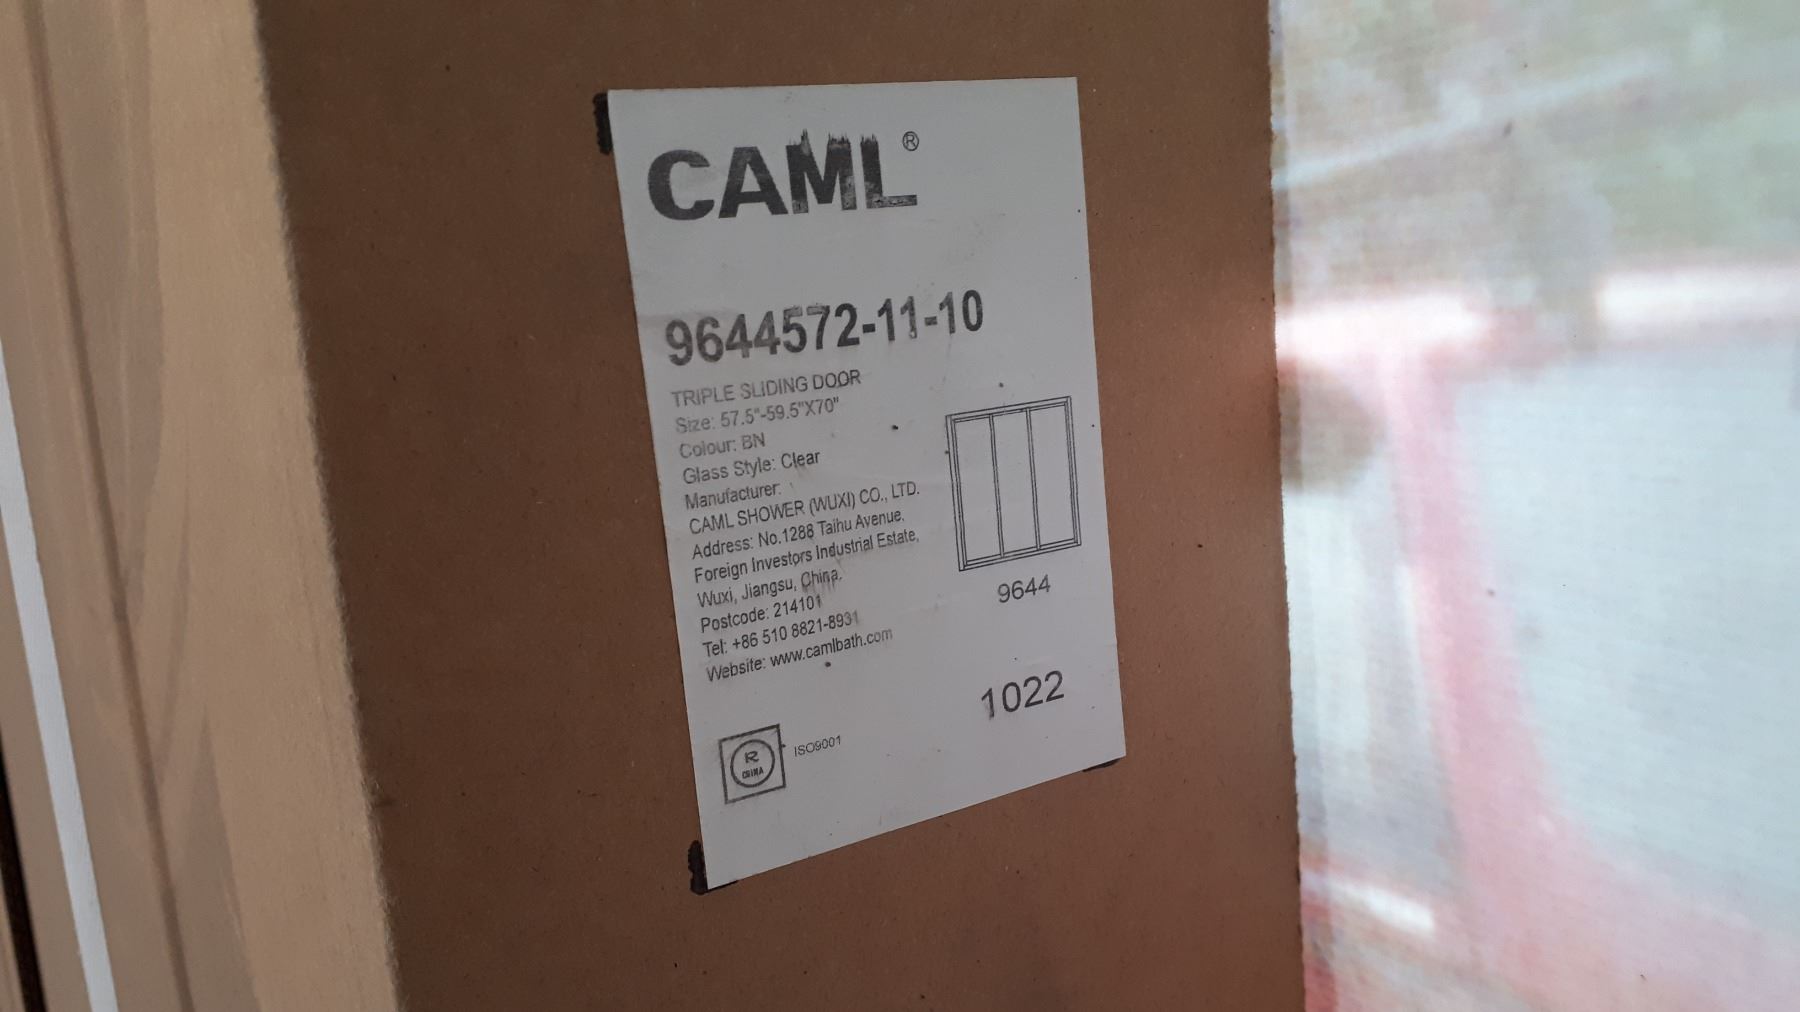 CAML®
9644572-11-10
TRIPLE SLIDING DOOR
Size: 57.5"-59.5"X70"
Colour: BN
Glass Style: Clear
Manufacturer:
CAML SHOWER (WUXI) CO., LTD.
Address: No.1288 Taihu Avenue,
Foreign Investors Industrial Estate,
Wuxi, Jiangsu, China.
Postcode: 214101
Tel: +86 510 8821-8931
Website: www.camlbath.com
9644
1022
R
CHINA
ISO9001